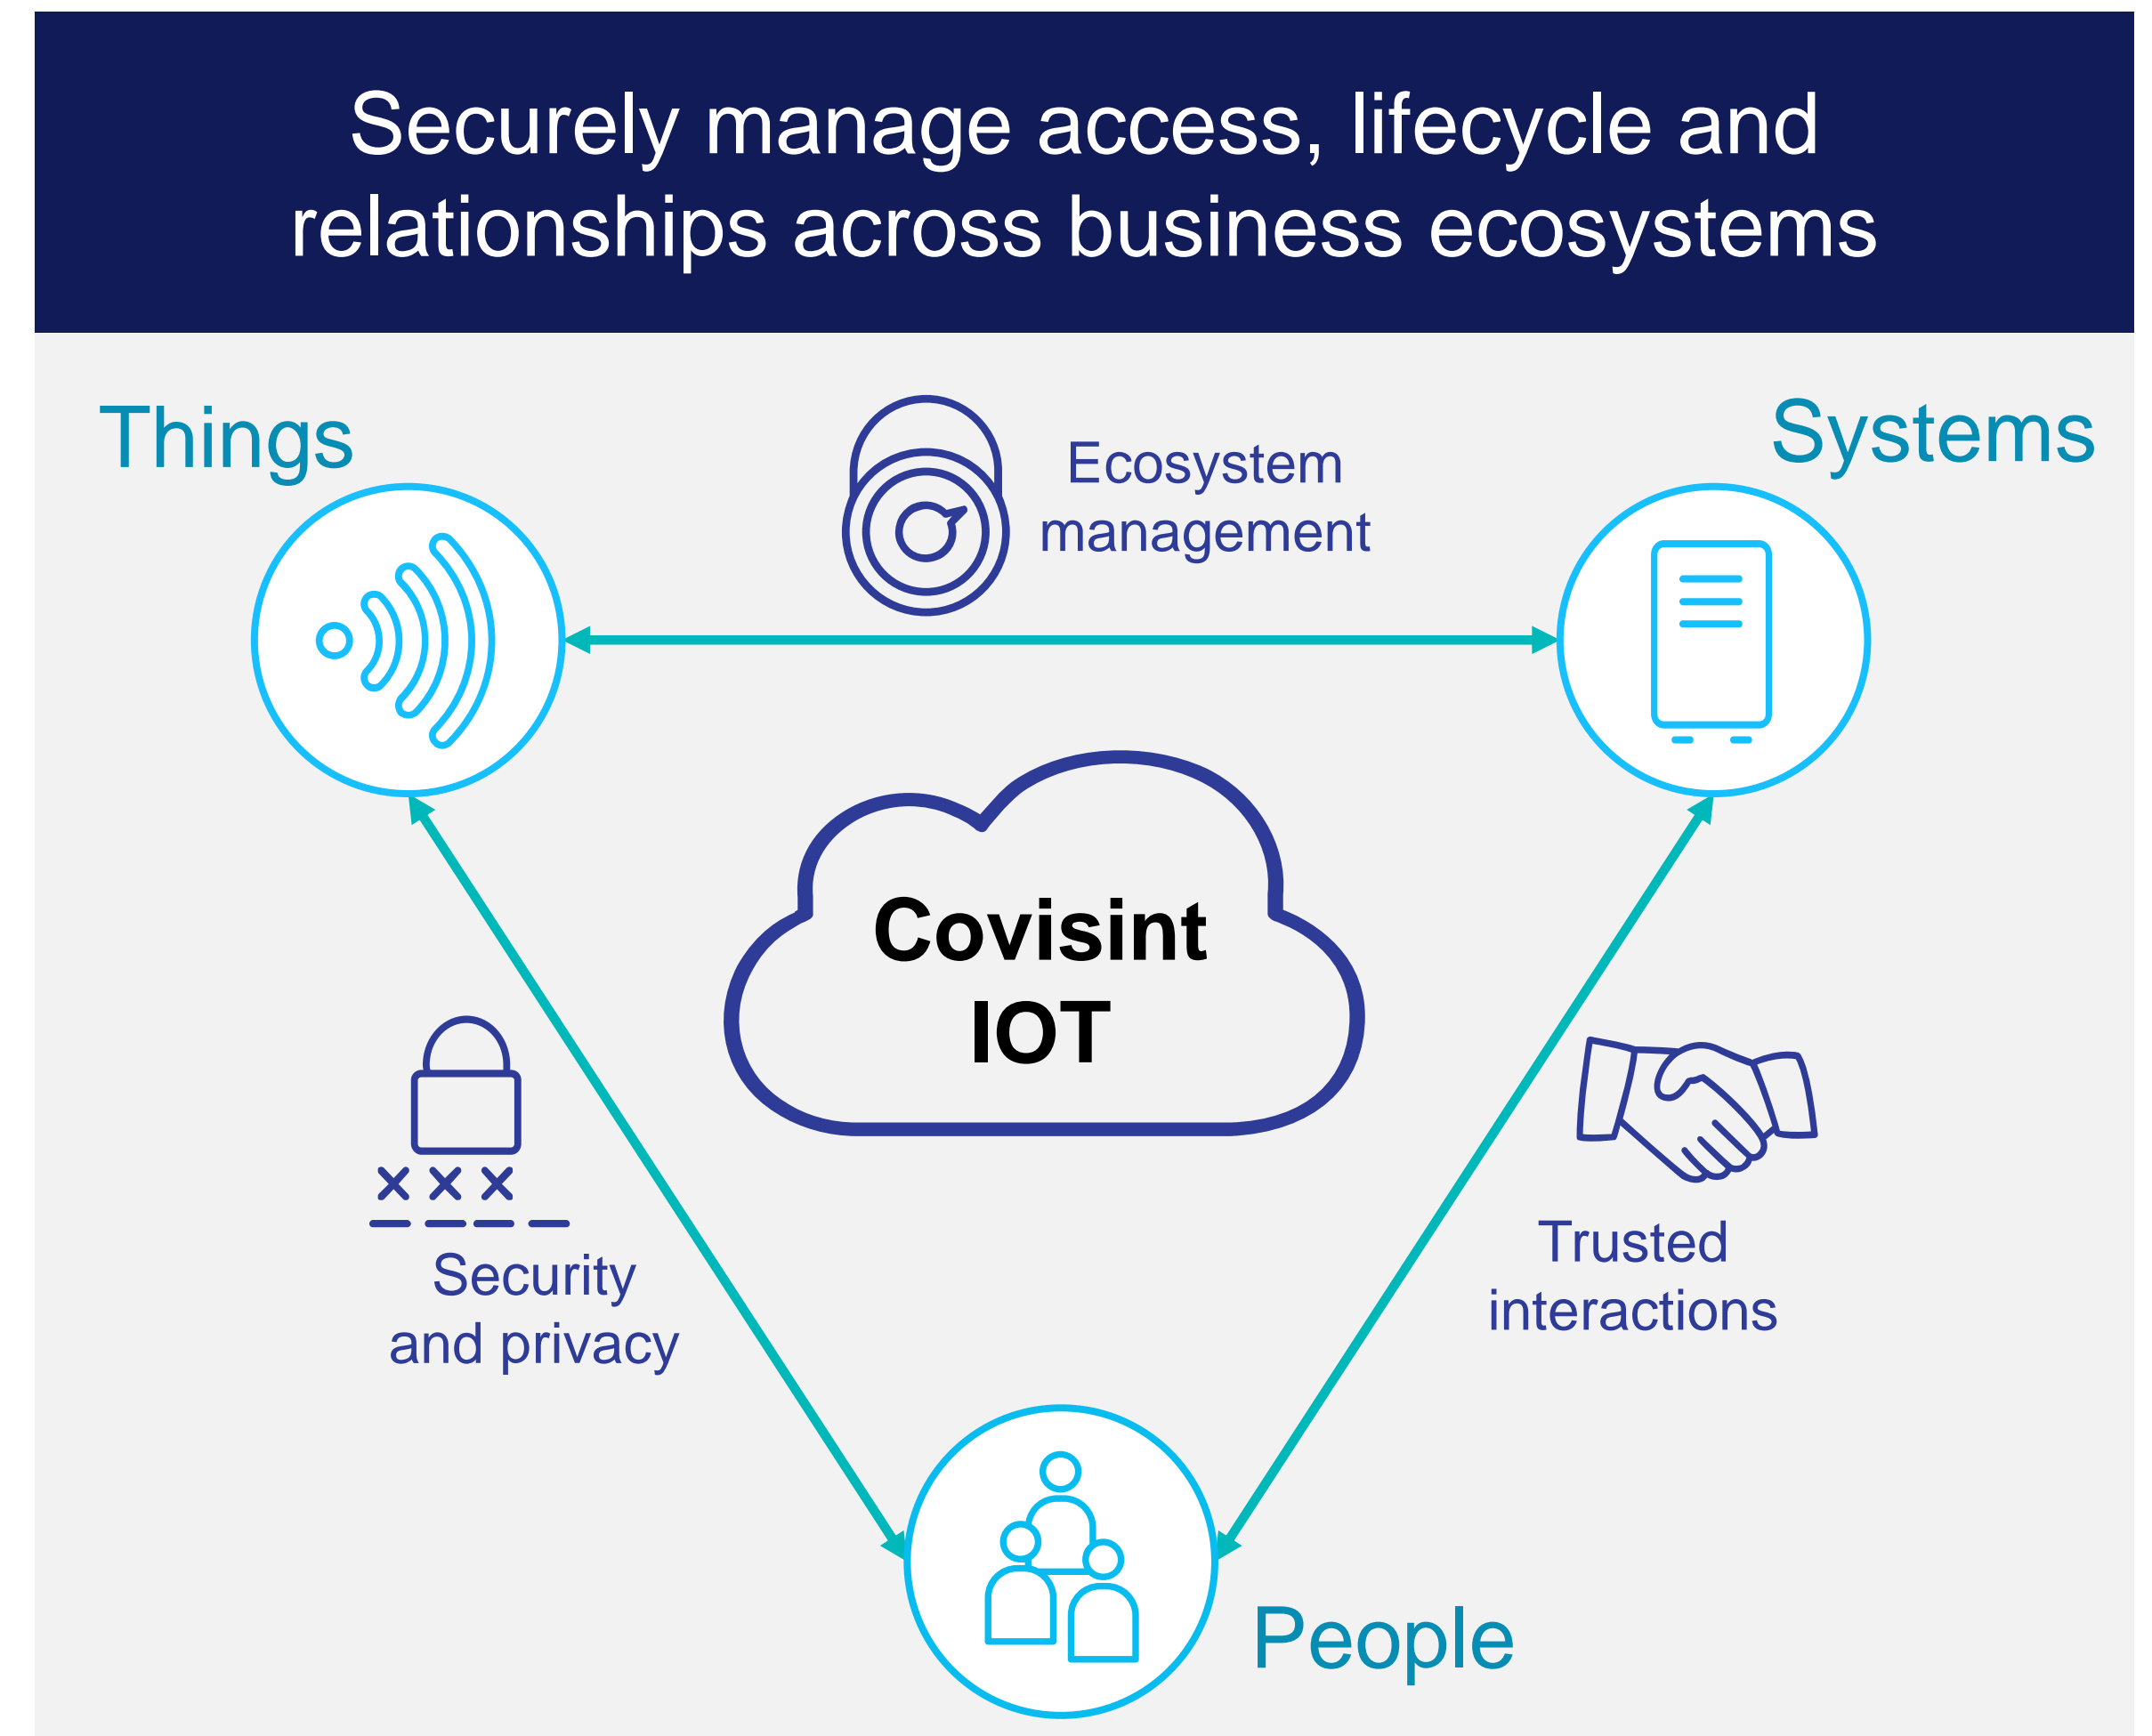 Securely manage access, lifecycle and
relationships across business ecosystems
Things
Ecosystem
management
Systems
Covisint
IOT
Security
and privacy
Trusted
interactions
People